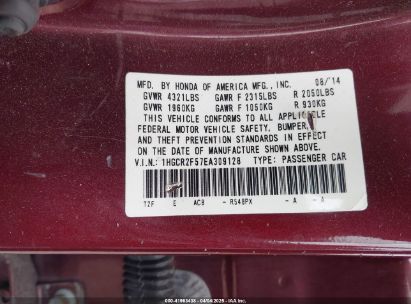 MFD. BY HONDA OF AMERICA MFG., INC. 08/14
GVWR 4321LBS GAWR F 2315LBS R 2050LBS
GVWR 1960KG GAWR F 1050KG R 930KG
THIS VEHICLE CONFORMS TO ALL APPLICABLE
FEDERAL MOTOR VEHICLE SAFETY, BUMPER,
AND THEFT PREVENTION STANDARDS IN EFFECT
ON THE DATE OF MANUFACTURE SHOWN ABOVE.
V.I.N.: 1HGCR2F57EA309128 TYPE: PASSENGER CAR
T2F E ACB - R548PX - A - A